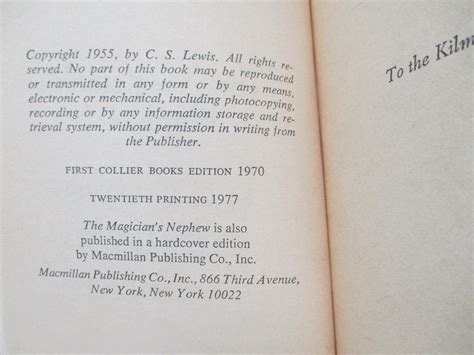 Copyright 1955, by C. S. Lewis. All rights re-
served. No part of this book may be reproduced
or transmitted in any form or by any means,
electronic or mechanical, including photocopying,
recording or by any information storage and re-
trieval system, without permission in writing from
the Publisher.
FIRST COLLIER BOOKS EDITION 1970
TWENTIETH PRINTING 1977
The Magician's Nephew is also
published in a hardcover edition
by Macmillan Publishing Co., Inc.
Macmillan Publishing Co., Inc., 866 Third Avenue,
New York, New York 10022
To the Kilm